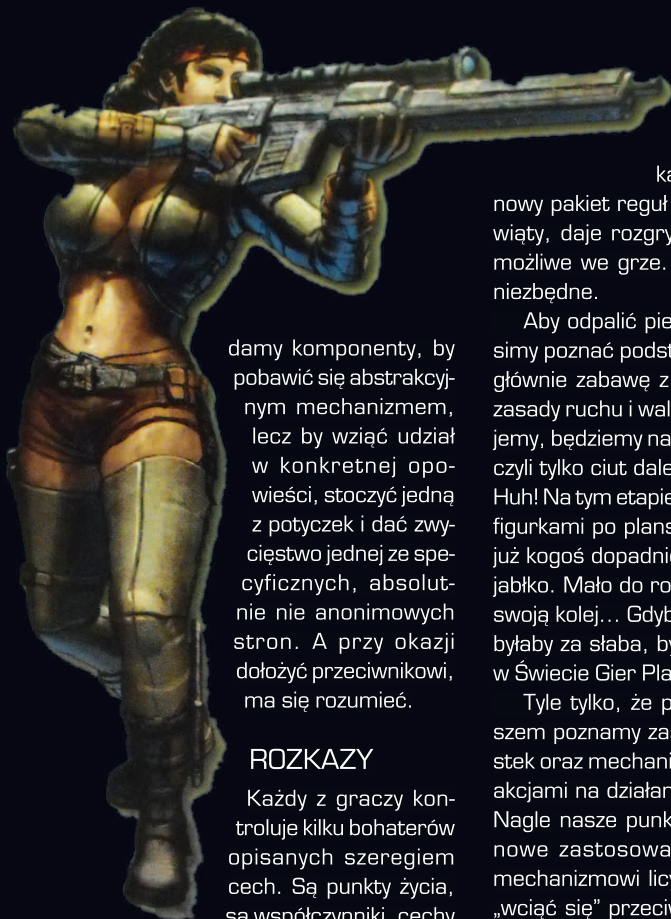 damy komponenty, by
pobawić się abstrakcyj-
nym mechanizmem,
lecz by wziąć udział
w konkretnej opo-
wieści, stoczyć jedną
z potyczek i dać zwy-
cięstwo jednej ze spe-
cyficznych, absolut-
nie nie anonimowych
stron. A przy okazji
dołożyć przeciwnikowi,
ma się rozumieć.
ROZKAZY
Każdy z graczy kon-
troluje kilku bohaterów
opisanych szeregiem
cech. Są punkty życia,
są współczynniki, cechy
nowy pakiet reguł
wiąty, daje rozgry
możliwe we grze.
niezbędne.
Aby odpalić pie
simy poznać podst
głównie zabawę z
zasady ruchu i wal
jemy, będziemy na
czyli tylko ciut dale
Huh! Na tym etapie
figurkami po plans
już kogoś dopadnie
jabłko. Mało do ro
swoją kolej... Gdyb
byłaby za słaba, by
w Świecie Gier Pla
Tyle tylko, że p
szem poznamy za
stek oraz mechani
akcjami na działar
Nagle nasze punk
nowe zastosowa
mechanizmowi licy
„wciąć się” przeciv